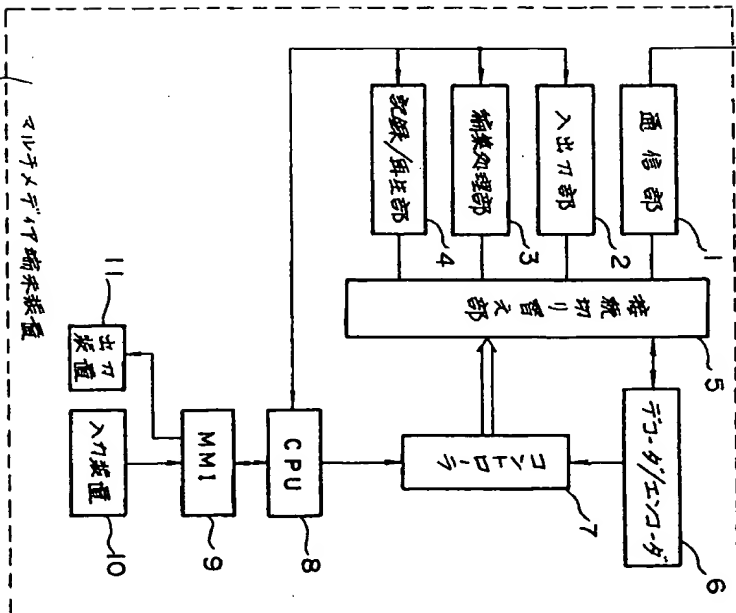 通信部
1
入出力部
2
編集処理部
3
記録/再生部
4
接続切り替え部
5
デコーダ/エンコーダ
6
コントローラ
7
CPU
8
MMI
9
入力装置
10
出力装置
11
マルチメディア端末装置